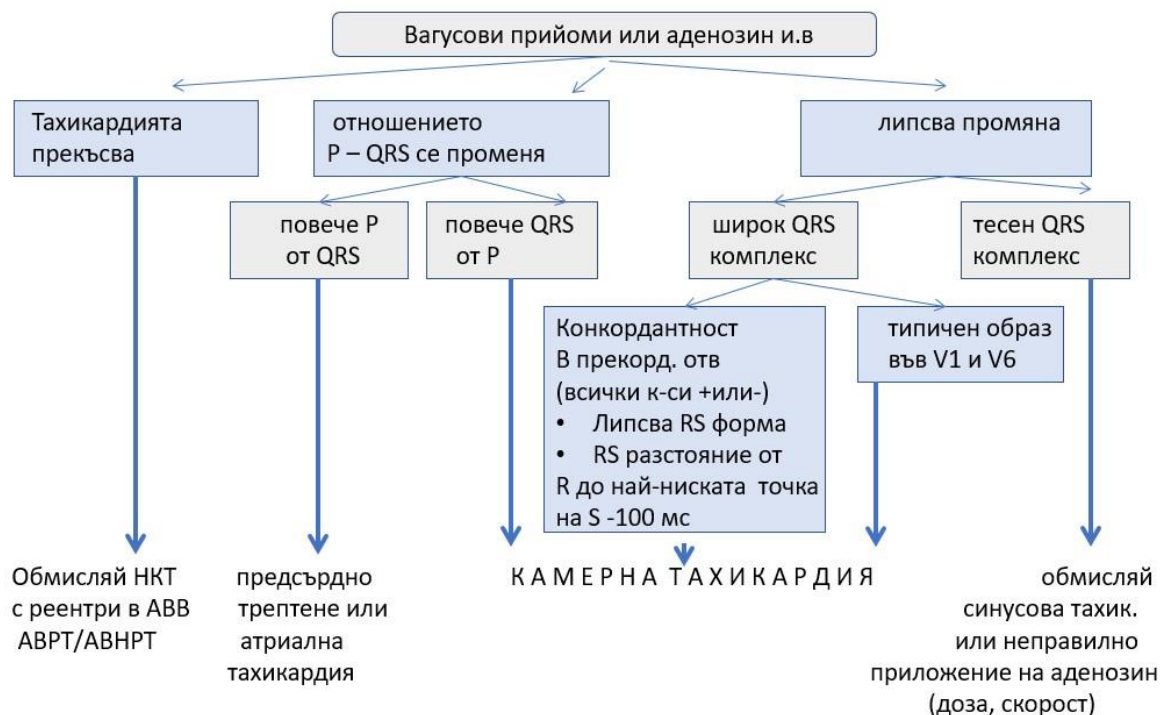 Вагусови прийоми или аденозин и.в
Тахикардията
прекъсва
отношението
P – QRS се променя
липсва промяна
повече P
от QRS
повече QRS
от P
широк QRS
комплекс
тесен QRS
комплекс
Конкордантност
В прекорд. отв
(всички к-си +или-)
• Липсва RS форма
• RS разстояние от
R до най-ниската точка
на S -100 мс
типичен образ
във V1 и V6
Обмисляй НКТ
с реентри в АВВ
АВРТ/АВНРТ
предсърдно
трептене или
атриална
тахикардия
К А М Е Р Н А Т А Х И К А Р Д И Я
обмисляй
синусова тахик.
или неправилно
приложение на аденозин
(доза, скорост)